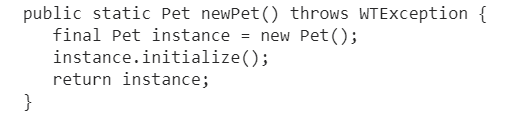 public static Pet newPet() throws WTException {
final Pet instance = new Pet();
instance.initialize();
return instance;
}